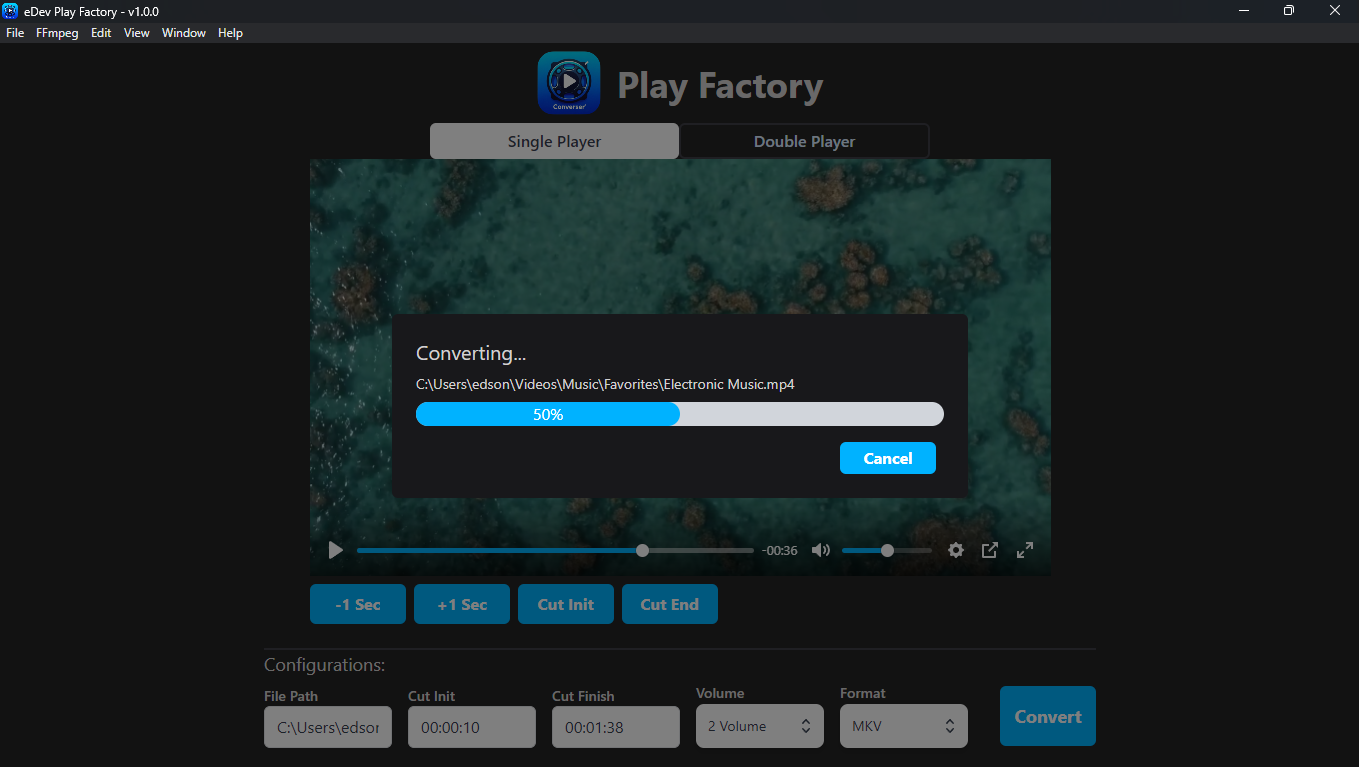 eDev Play Factory - v1.0.0
File FFmpeg Edit View Window Help
Converser
Play Factory
Single Player Double Player
Converting...
C:\Users\edson\Videos\Music\Favorites\Electronic Music.mp4
50%
Cancel
-00:36
-1 Sec +1 Sec Cut Init Cut End
Configurations:
File Path Cut Init Cut Finish Volume Format
C:\Users\edsor 00:00:10 00:01:38 2 Volume MKV Convert